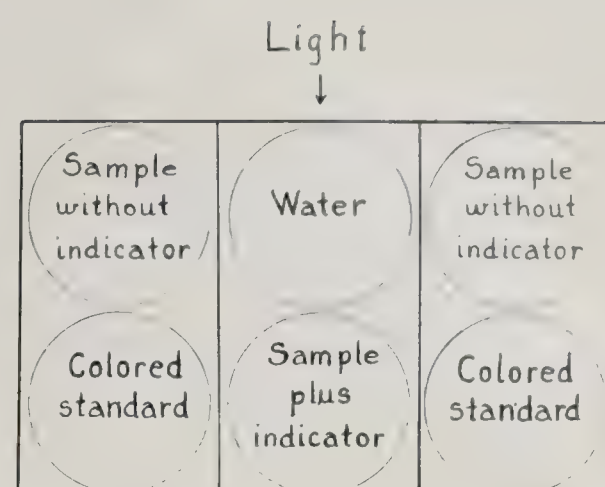 Light
Sample
without
indicator
Water
Sample
without
indicator
Colored
standard
Sample
plus
indicator
Colored
standard